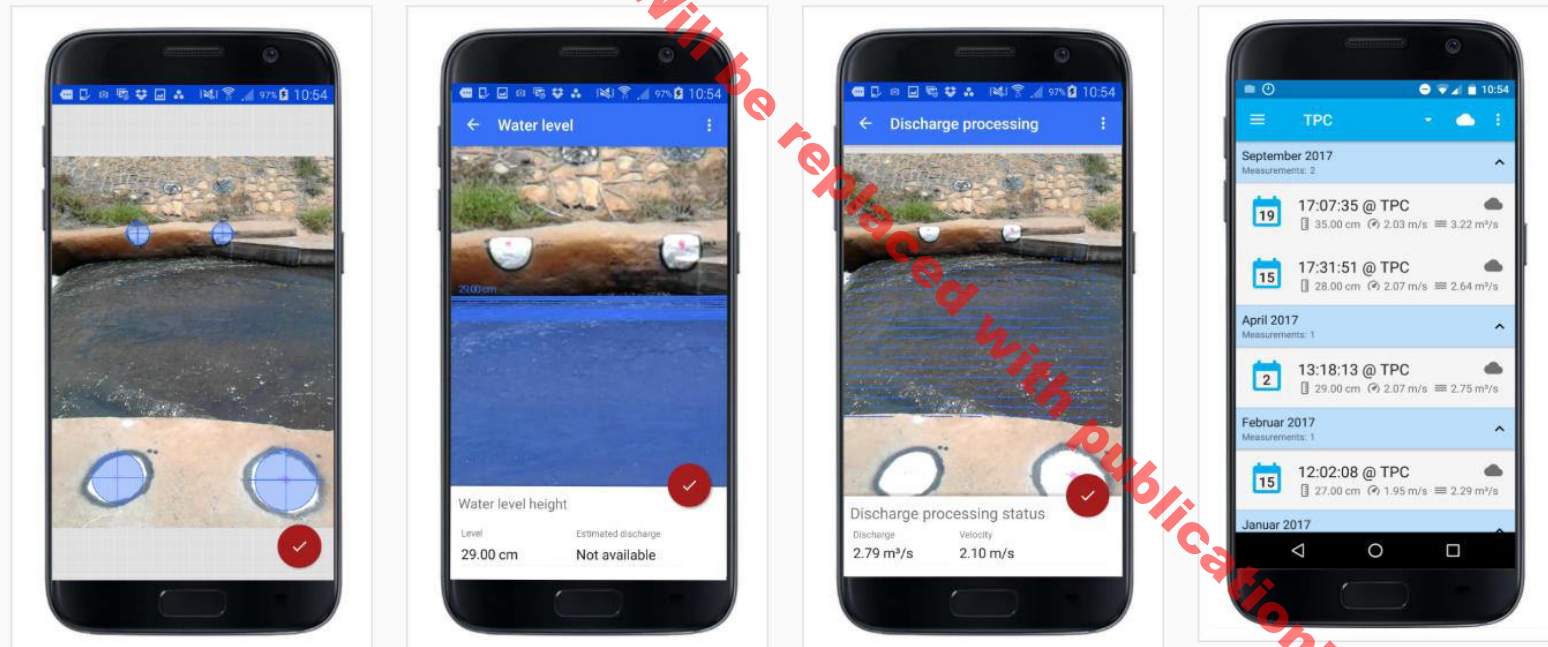 will be replaced with publication
97% 10:54
97% 10:54
Water level
29.00 cm
Water level height
Level
Estimated discharge
29.00 cm
Not available
97% 10:54
Discharge processing
Discharge processing status
Discharge
Velocity
2.79 m³/s
2.10 m/s
10:54
TPC
September 2017
Measurements: 2
19
17:07:35 @ TPC
35.00 cm 2.03 m/s 3.22 m³/s
15
17:31:51 @ TPC
28.00 cm 2.07 m/s 2.64 m³/s
April 2017
Measurements: 1
2
13:18:13 @ TPC
29.00 cm 2.07 m/s 2.75 m³/s
Februar 2017
Measurements: 1
15
12:02:08 @ TPC
27.00 cm 1.95 m/s 2.29 m³/s
Januar 2017